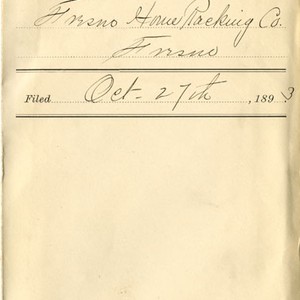 Fresno Home Packing Co.
Fresno
Filed Oct - 27th, 1893